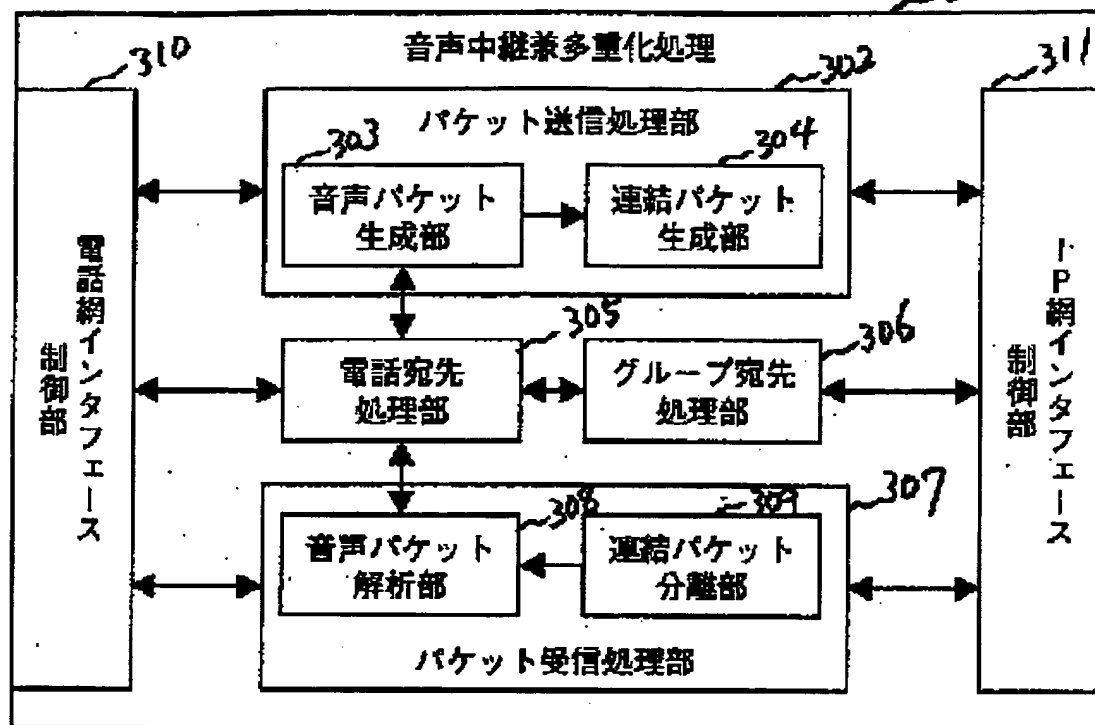 音声中継兼多重化処理
310
302
311
パケット送信処理部
303
304
音声パケット
生成部
連結パケット
生成部
電話網インタフェース
制御部
IP網インタフェース
制御部
305
306
電話宛先
処理部
グループ宛先
処理部
307
308
309
音声パケット
解析部
連結パケット
分離部
パケット受信処理部